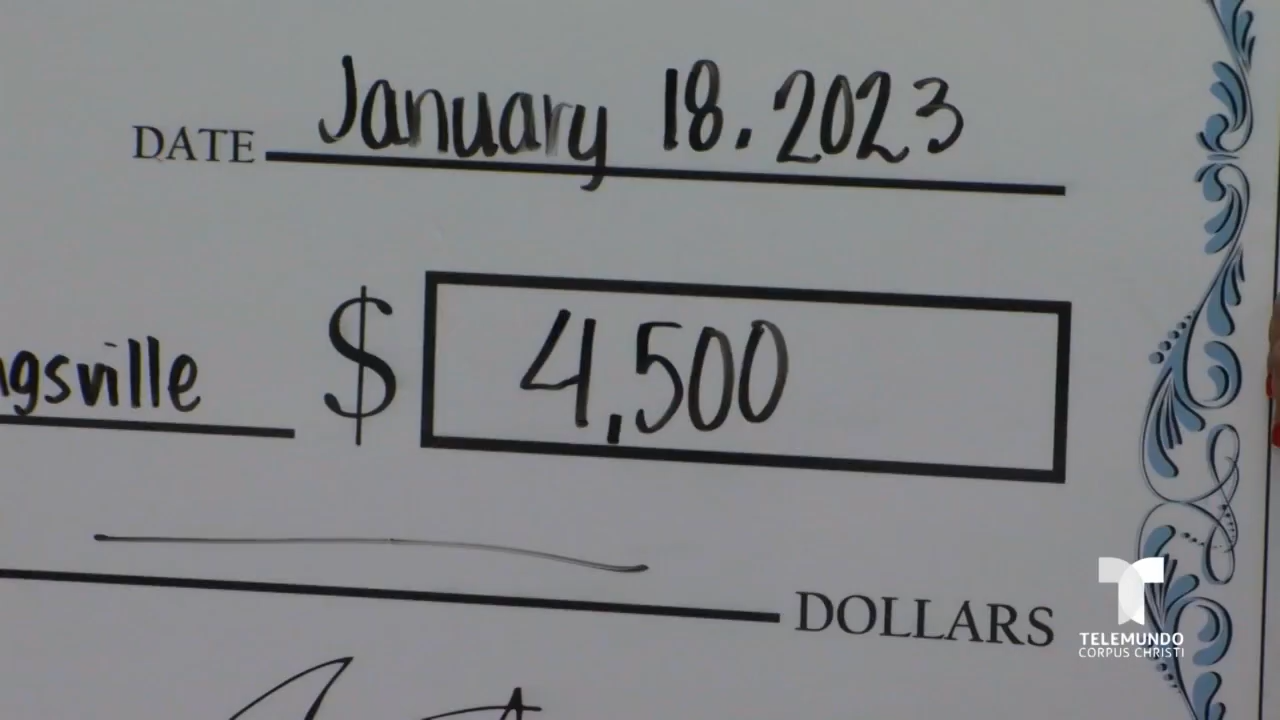 DATE January 18. 2023
gsville $ 4,500
DOLLARS
TELEMUNDO
CORPUS CHRISTI